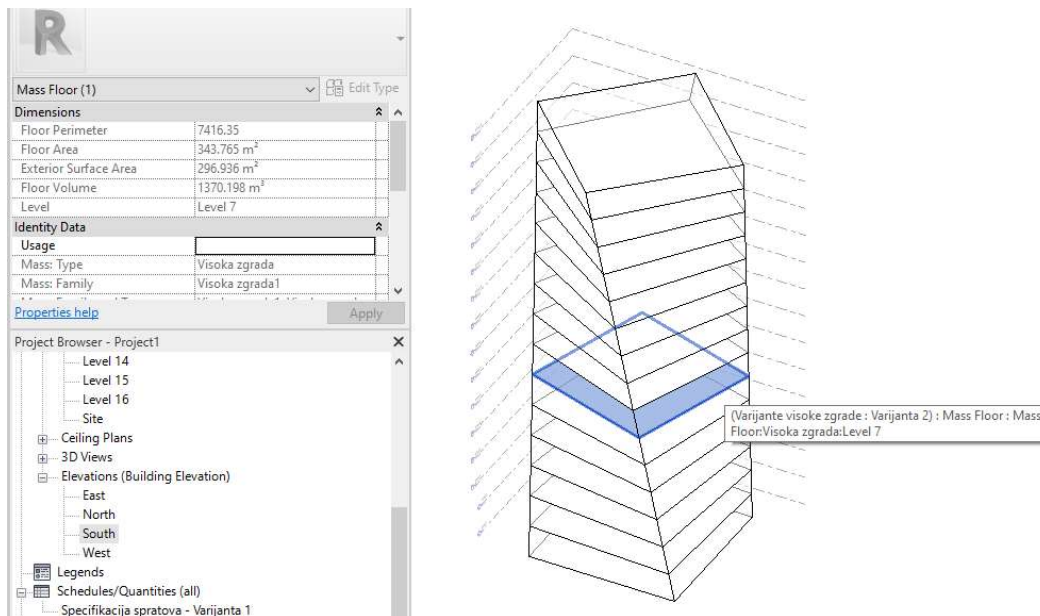 R
Mass Floor (1)
Edit Type
Dimensions
Floor Perimeter 7416.35
Floor Area 343.765 m²
Exterior Surface Area 296.936 m²
Floor Volume 1370.198 m³
Level Level 7
Identity Data
Usage
Mass: Type Visoka zgrada
Mass: Family Visoka zgrada1
Properties help
Apply
Project Browser - Project1
Level 14
Level 15
Level 16
Site
Ceiling Plans
3D Views
Elevations (Building Elevation)
East
North
South
West
Legends
Schedules/Quantities (all)
Specifikacija spratova - Varijanta 1
(Varijante visoke zgrade : Varijanta 2) : Mass Floor : Mass
Floor:Visoka zgrada:Level 7